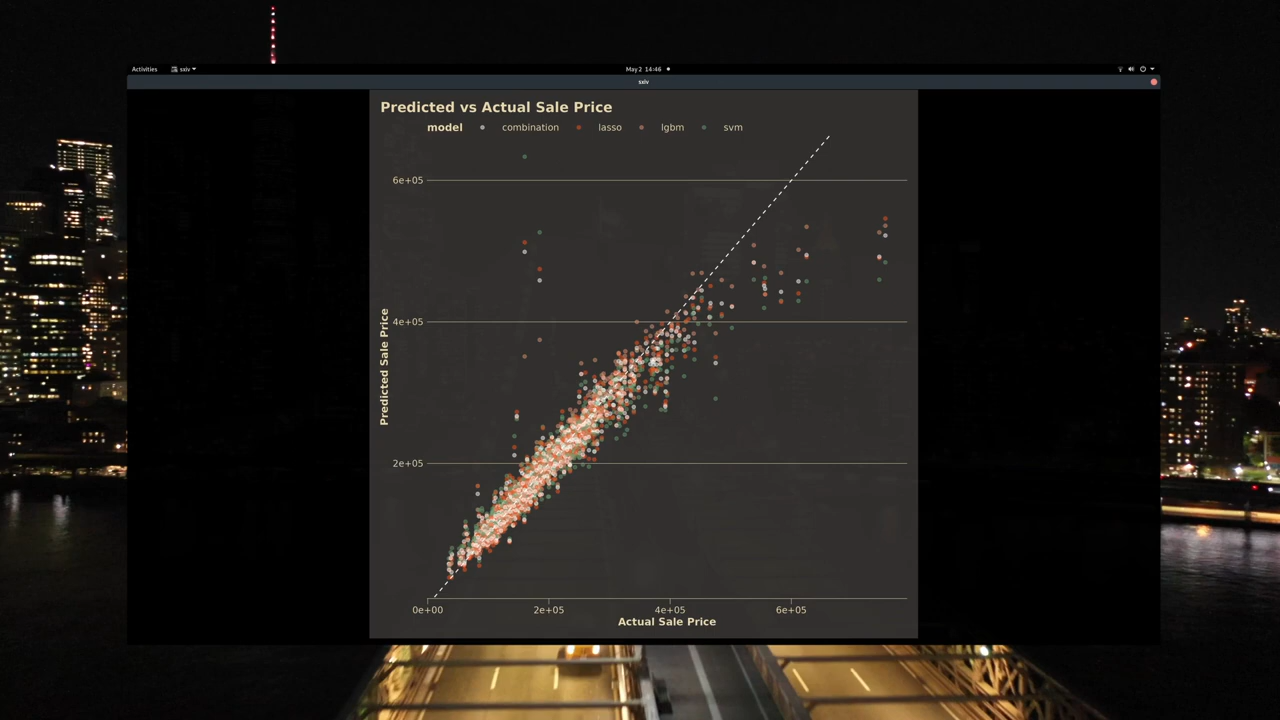 Activities sxiv May 2 14:46
sxiv
Predicted vs Actual Sale Price
model combination lasso lgbm svm
6e+05
4e+05
2e+05
Predicted Sale Price
0e+00 2e+05 4e+05 6e+05
Actual Sale Price